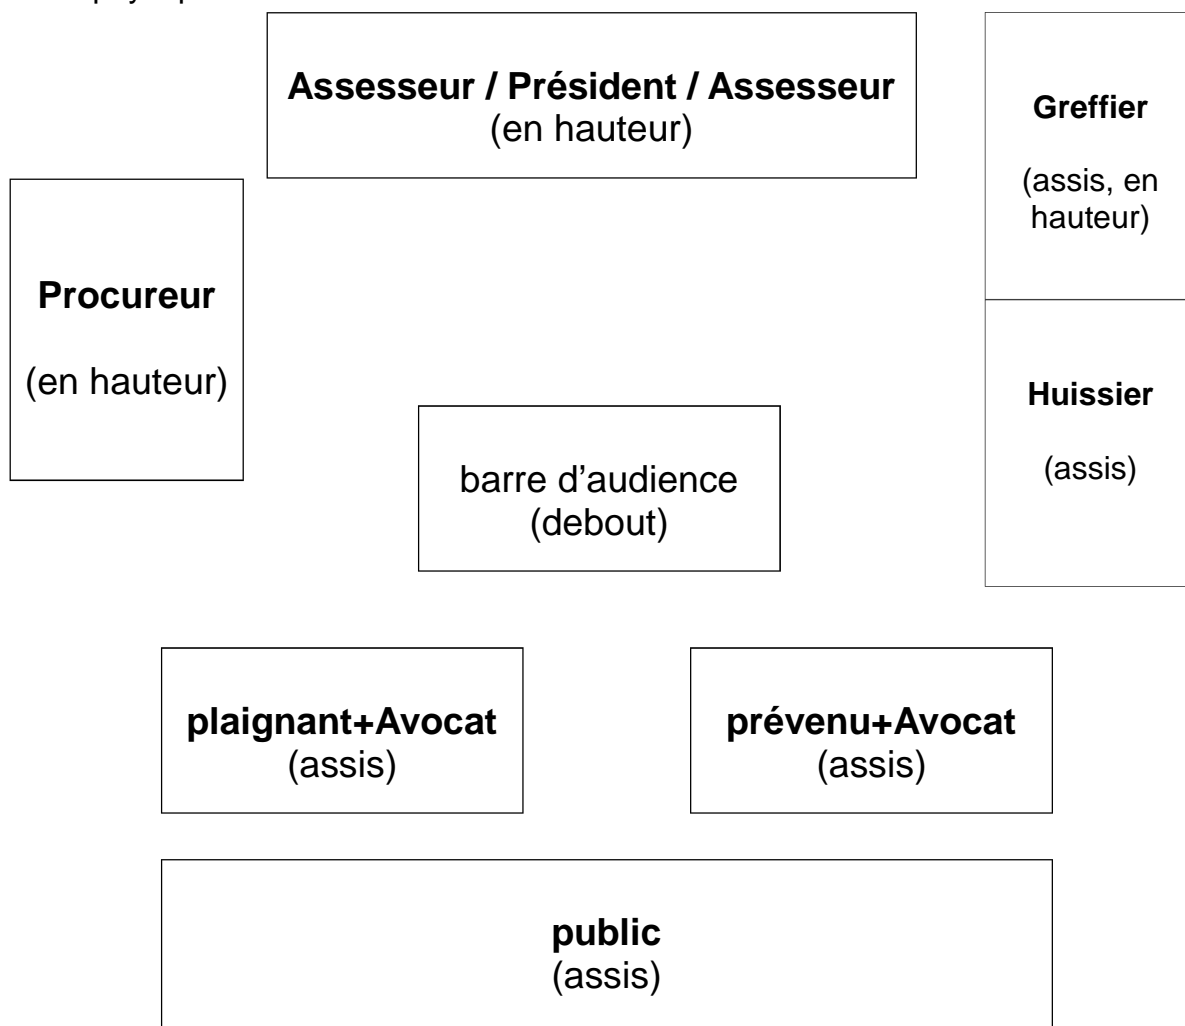 Assesseur / Président / Assesseur
(en hauteur)
Greffier
(assis, en
hauteur)
Procureur
(en hauteur)
Huissier
(assis)
barre d’audience
(debout)
plaignant+Avocat
(assis)
prévenu+Avocat
(assis)
public
(assis)